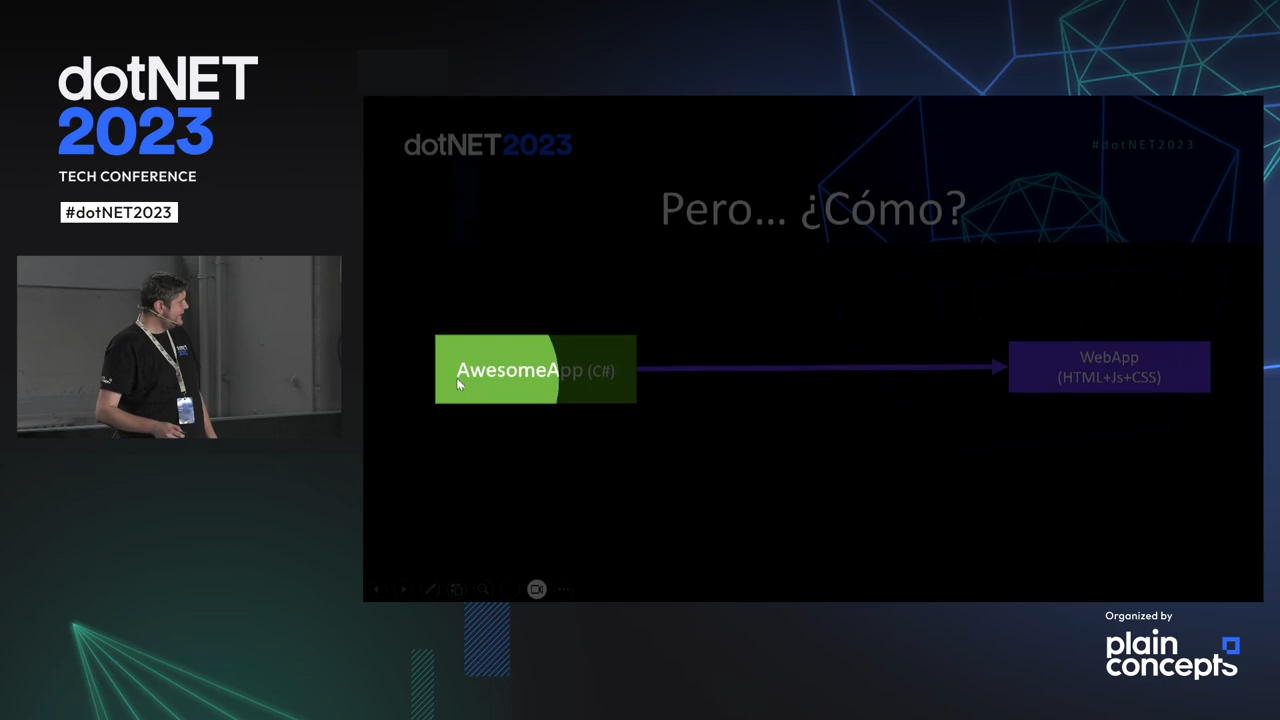 dotNET
2023
TECH CONFERENCE
#dotNET2023
dotNET2023
#dotNET2023
Pero... ¿Cómo?
AwesomeApp (C#)
WebApp
(HTML+Js+CSS)
Organized by
plain
concepts